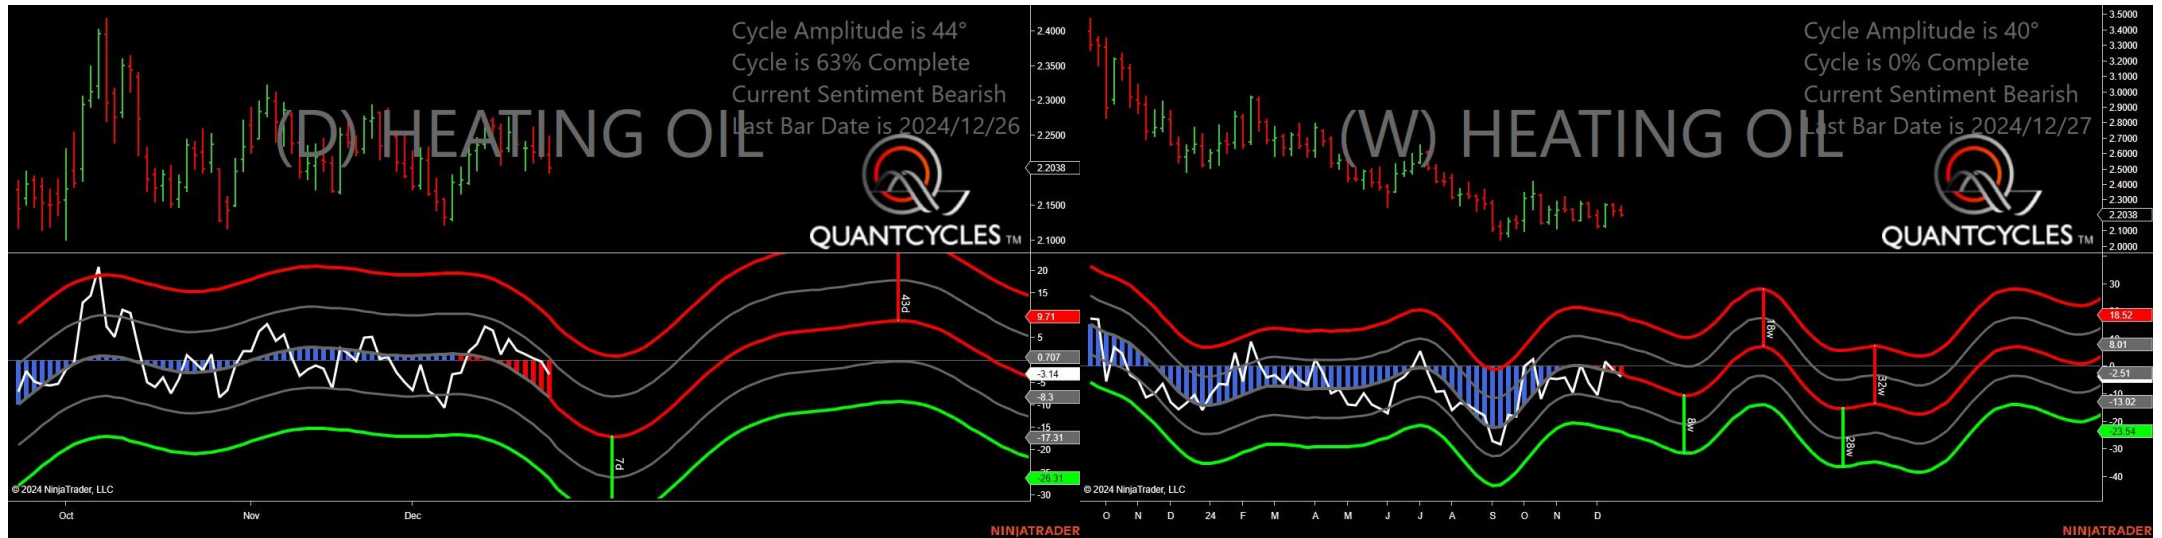 Cycle Amplitude is 44°
Cycle is 63% Complete
Current Sentiment Bearish
Last Bar Date is 2024/12/26
(D) HEATING OIL
QUANTCYCLES TM
2.4000
2.3500
2.3000
2.2500
2.2038
2.1500
2.1000
20
15
9.71
5
0.707
-3.14
-5
-8.3
-10
-15
-17.31
-20
-26.31
-30
43d
7d
© 2024 NinjaTrader, LLC
Oct Nov Dec
NINJATRADER
Cycle Amplitude is 40°
Cycle is 0% Complete
Current Sentiment Bearish
Last Bar Date is 2024/12/27
(W) HEATING OIL
QUANTCYCLES TM
3.5000
3.4000
3.3000
3.2000
3.1000
3.0000
2.9000
2.8000
2.7000
2.6000
2.5000
2.4000
2.3000
2.2038
2.1000
2.0000
30
18.52
8.01
-2.51
-10
-13.02
-20
-23.54
-30
-40
18w
32w
8w
28w
© 2024 NinjaTrader, LLC
O N D 24 F M A M J J A S O N D
NINJATRADER